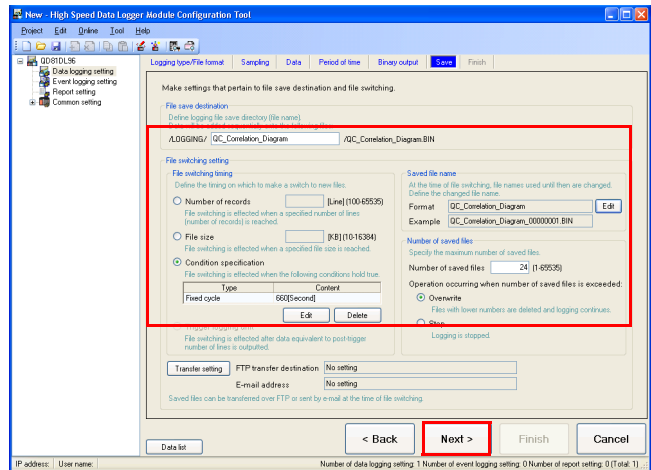 New - High Speed Data Logger Module Configuration Tool
Project Edit Online Tool Help
QD81DL96
Data logging setting
Event logging setting
Report setting
Common setting
Logging type/File format Sampling Data Period of time Binary output Save Finish
Make settings that pertain to file save destination and file switching.
File save destination
Define logging file save directory (file name).
/LOGGING/ QC_Correlation_Diagram /QC_Correlation_Diagram.BIN
File switching setting
File switching timing
Define the timing on which to make a switch to new files.
Number of records [Line] (100-65535)
File switching is effected when a specified number of lines
(number of records) is reached.
File size [KB] (10-16384)
File switching is effected when a specified file size is reached.
Condition specification
File switching is effected when the following conditions hold true.
Type Content
Fixed cycle 660[Second]
Edit Delete
Trigger logging unit
File switching is effected after data equivalent to post-trigger
number of lines is outputted.
Saved file name
At the time of file switching, file names used until then are changed.
Define the changed file name.
Format QC_Correlation_Diagram Edit
Example QC_Correlation_Diagram_00000001.BIN
Number of saved files
Specify the maximum number of saved files.
Number of saved files 24 (1-65535)
Operation occurring when number of saved files is exceeded:
Overwrite
Files with lower numbers are deleted and logging continues.
Stop
Logging is stopped.
Transfer setting FTP transfer destination No setting
E-mail address No setting
Saved files can be transferred over FTP or sent by e-mail at the time of file switching.
Data list < Back Next > Finish Cancel
IP address: User name: Number of data logging setting: 1 Number of event logging setting: 0 Number of report setting: 0 (Total: 1)